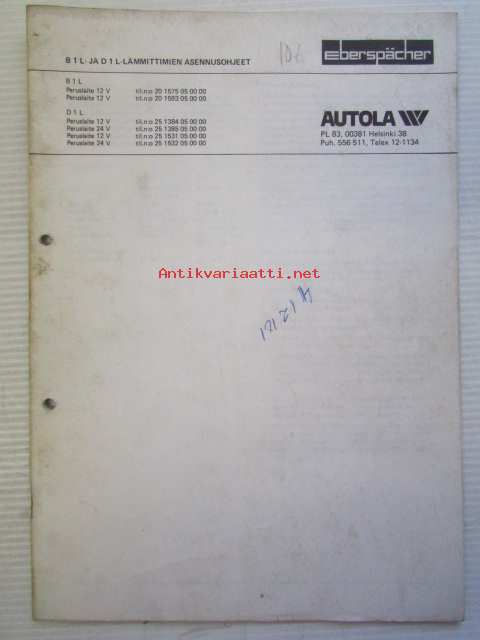 B 1 L- JA D 1 L-LÄMMITTIMIEN ASENNUSOHJEET
Eberspächer
B 1 L
Peruslaite 12 V til.n:o 20 1575 05 00 00
Peruslaite 12 V til.n:o 20 1563 05 00 00
D 1 L
Peruslaite 12 V til.n:o 25 1384 05 00 00
Peruslaite 24 V til.n:o 25 1385 05 00 00
Peruslaite 12 V til.n:o 25 1531 05 00 00
Peruslaite 24 V til.n:o 25 1532 05 00 00
AUTOLA
PL 83, 00381 Helsinki 38
Puh. 556 511, Telex 12-1134
Antikvariaatti.net